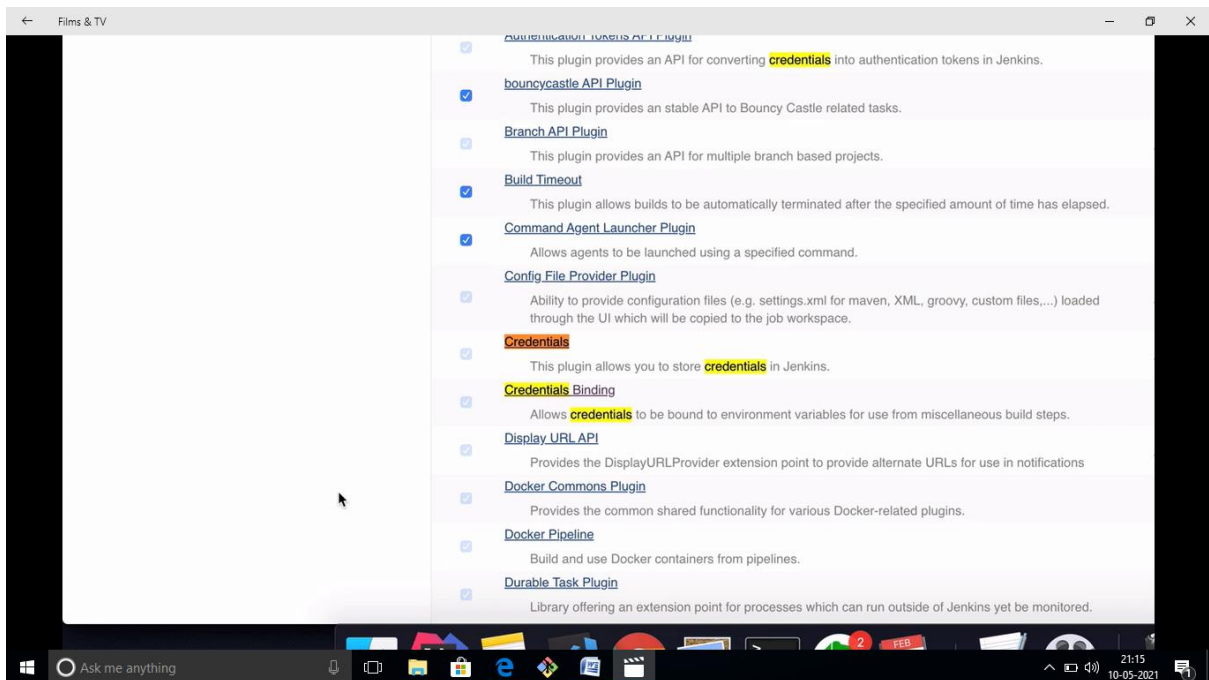 Films & TV
Authentication Tokens API Plugin
This plugin provides an API for converting credentials into authentication tokens in Jenkins.
bouncycastle API Plugin
This plugin provides an stable API to Bouncy Castle related tasks.
Branch API Plugin
This plugin provides an API for multiple branch based projects.
Build Timeout
This plugin allows builds to be automatically terminated after the specified amount of time has elapsed.
Command Agent Launcher Plugin
Allows agents to be launched using a specified command.
Config File Provider Plugin
Ability to provide configuration files (e.g. settings.xml for maven, XML, groovy, custom files,...) loaded
through the UI which will be copied to the job workspace.
Credentials
This plugin allows you to store credentials in Jenkins.
Credentials Binding
Allows credentials to be bound to environment variables for use from miscellaneous build steps.
Display URL API
Provides the DisplayURLProvider extension point to provide alternate URLs for use in notifications
Docker Commons Plugin
Provides the common shared functionality for various Docker-related plugins.
Docker Pipeline
Build and use Docker containers from pipelines.
Durable Task Plugin
Library offering an extension point for processes which can run outside of Jenkins yet be monitored.
2
FEB
Ask me anything
21:15
10-05-2021
1